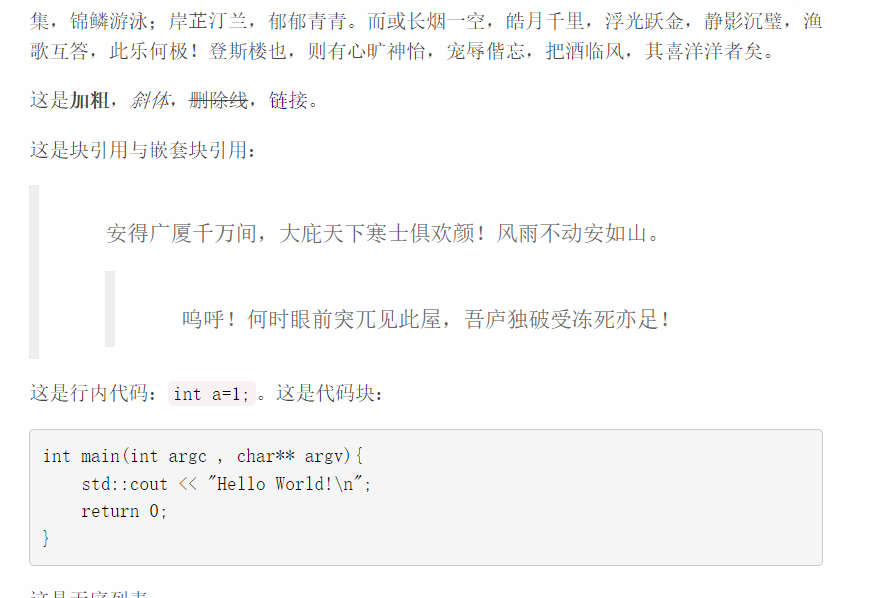 集，锦鳞游泳；岸芷汀兰，郁郁青青。而或长烟一空，皓月千里，浮光跃金，静影沉璧，渔
歌互答，此乐何极！登斯楼也，则有心旷神怡，宠辱偕忘，把酒临风，其喜洋洋者矣。
这是加粗，斜体，删除线，链接。
这是块引用与嵌套块引用：
安得广厦千万间，大庇天下寒士俱欢颜！风雨不动安如山。
呜呼！何时眼前突兀见此屋，吾庐独破受冻死亦足！
这是行内代码：int a=1;。这是代码块：
int main(int argc , char** argv){
    std::cout << "Hello World!\n";
    return 0;
}
这是无序列表